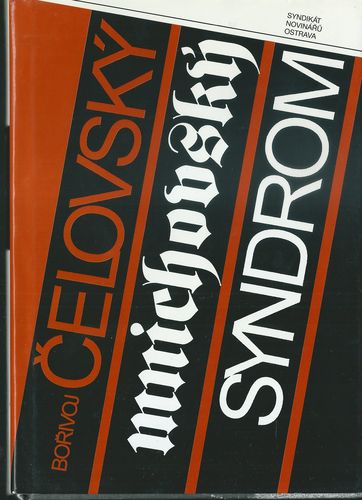 SYNDIKÁT
NOVINÁŘŮ
OSTRAVA
BOŘIVOJ
ČELOVSKÝ
mnichovský
SYNDROM